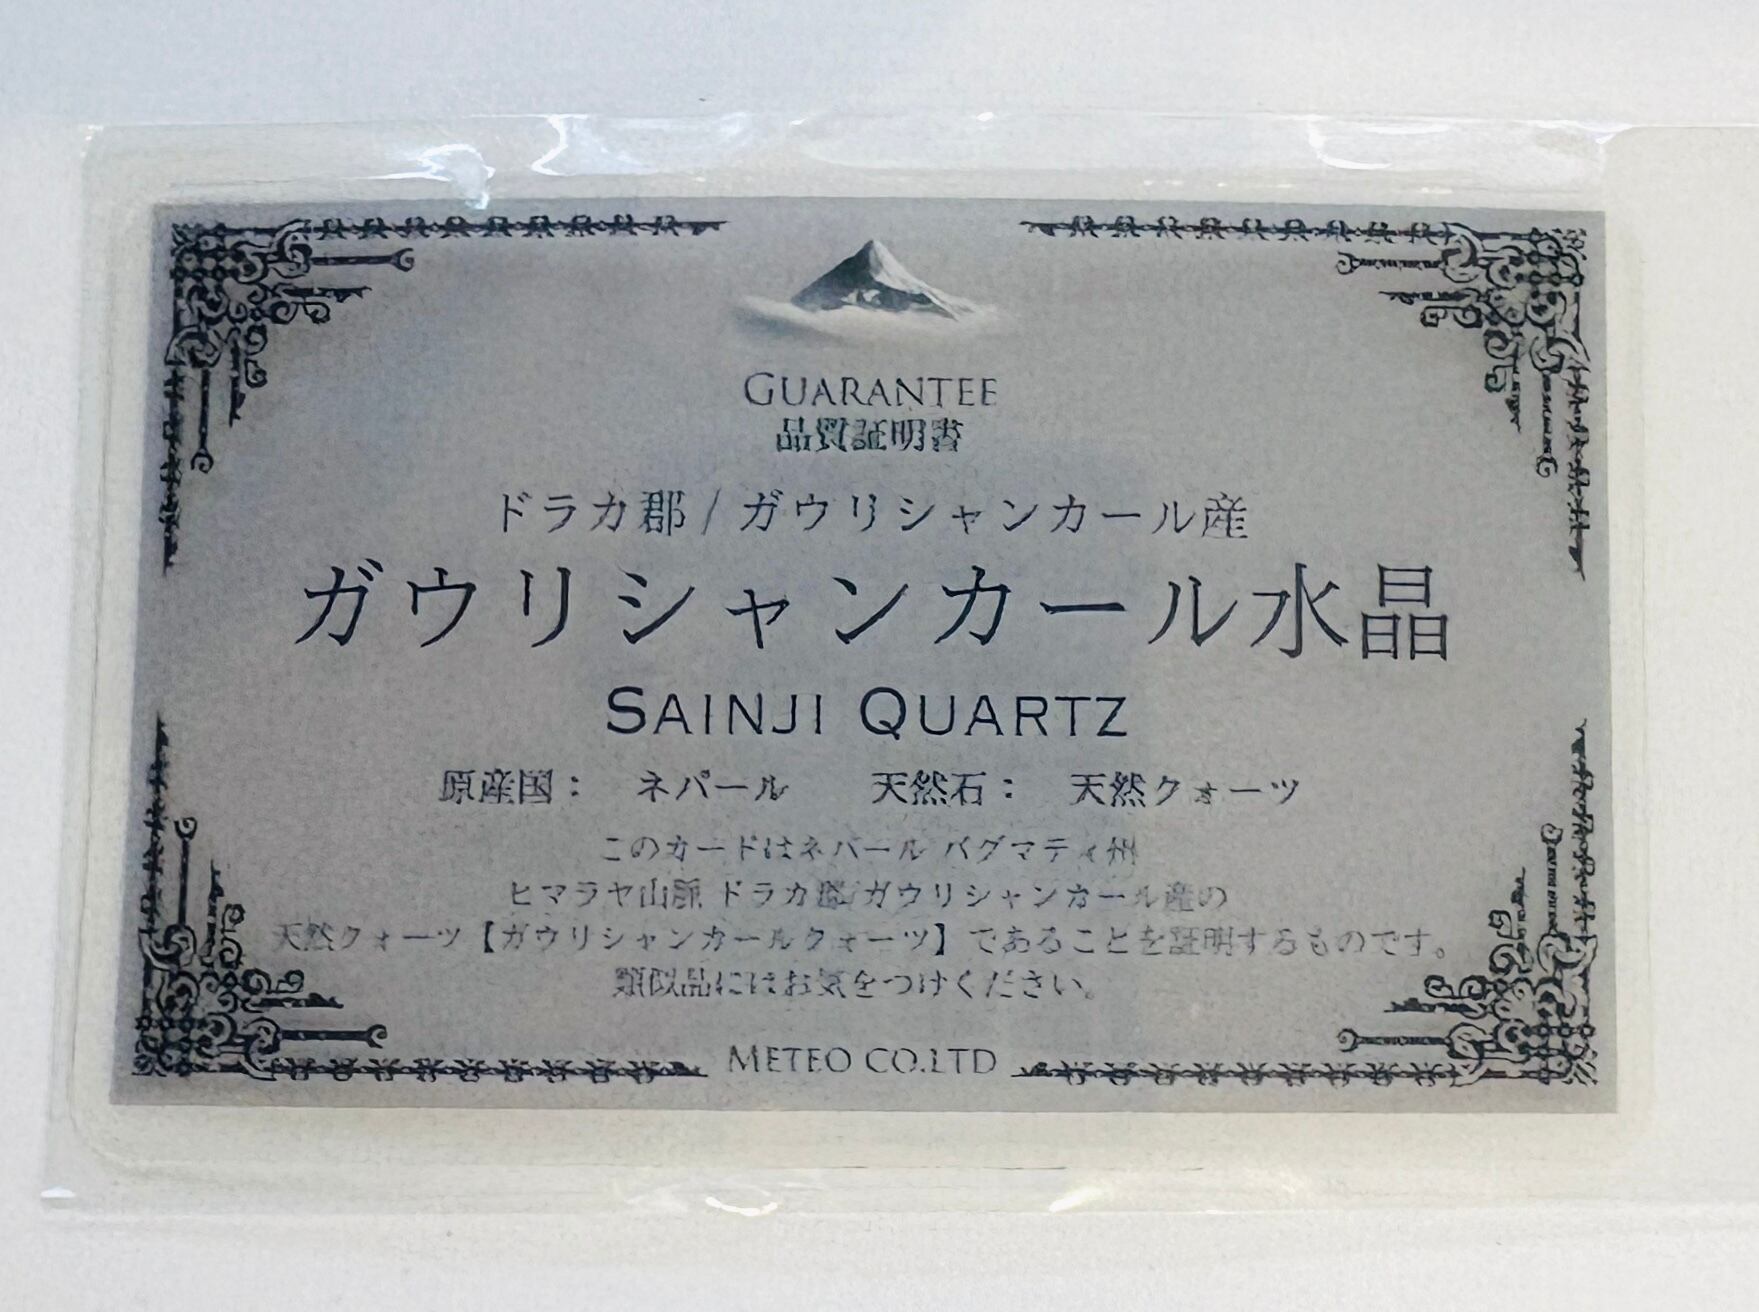 GUARANTEE
品質証明書
ドラカ郡 / ガウリシャンカール産
ガウリシャンカール水晶
SAINJI QUARTZ
原産国： ネパール 天然石： 天然クォーツ
このカードはネパール バグマティ州
ヒマラヤ山脈 ドラカ郡/ガウリシャンカール産の
天然クォーツ【ガウリシャンカールクォーツ】であることを証明するものです。
類似品にはお気をつけください。
METEO CO.LTD